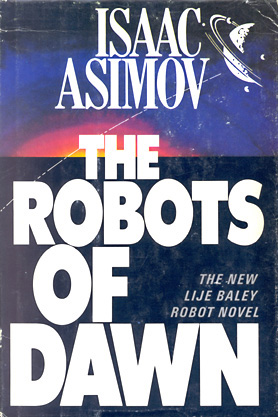 ISAAC
ASIMOV
THE
ROBOTS
OF
DAWN
THE NEW
LIJE BALEY
ROBOT NOVEL